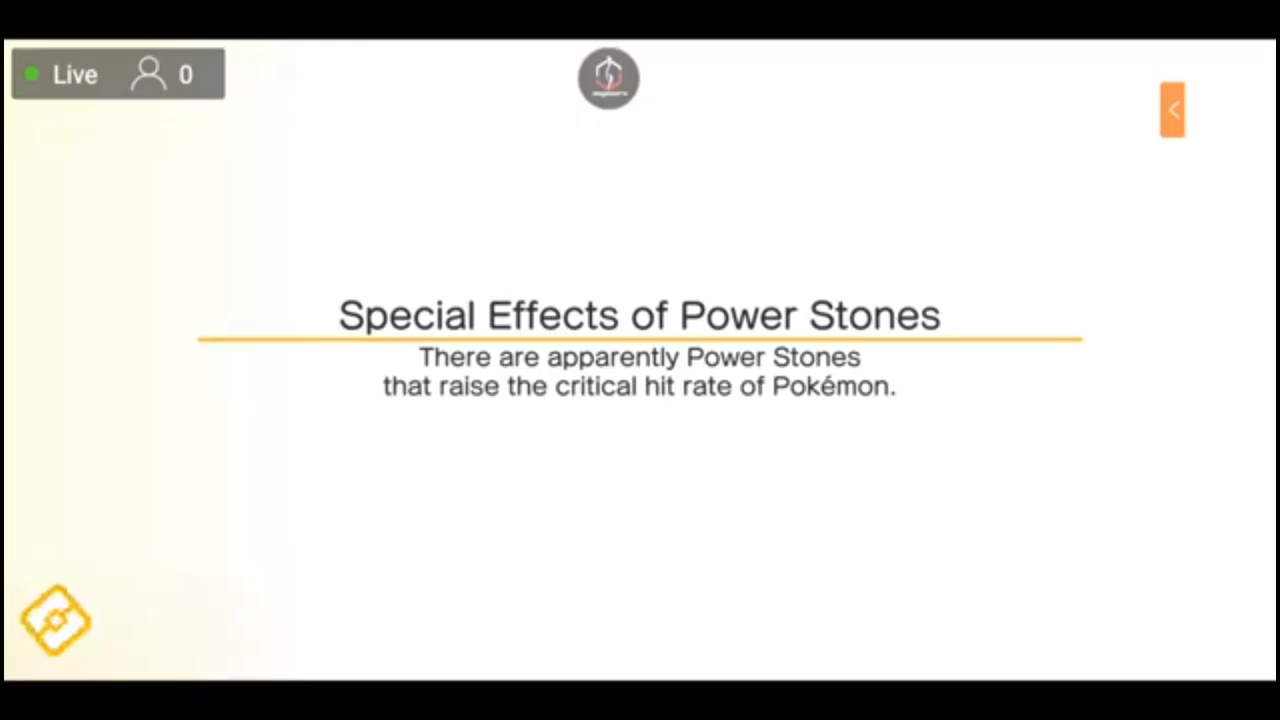 Live 0
Special Effects of Power Stones
There are apparently Power Stones
that raise the critical hit rate of Pokémon.